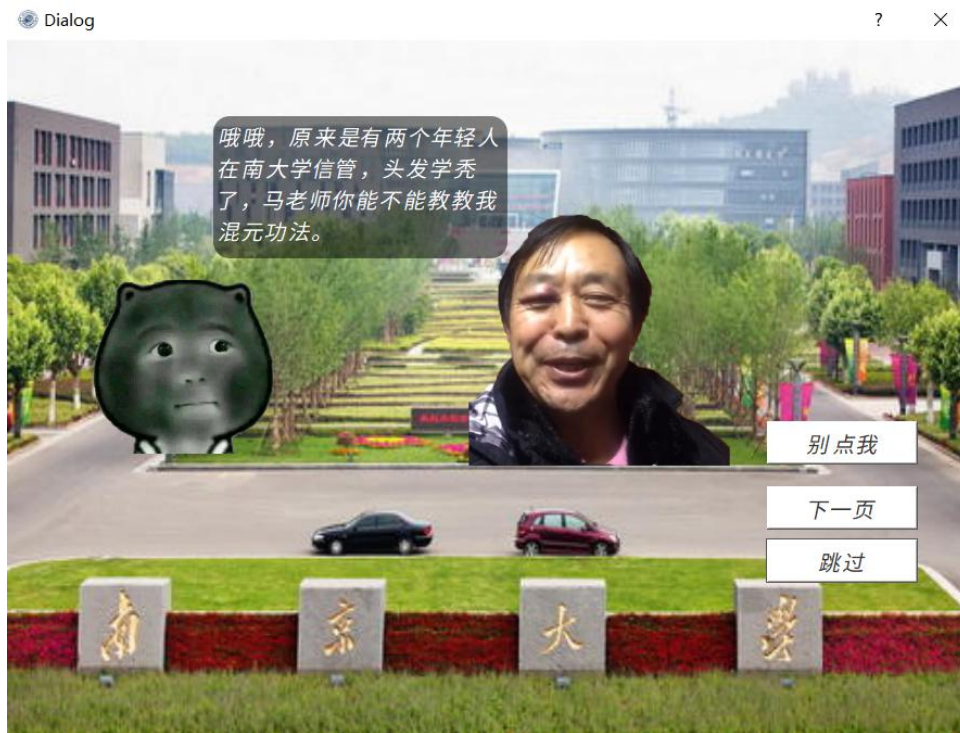 Dialog
?
哦哦，原来是有两个年轻人
在南大学信管，头发学秃
了，马老师你能不能教教我
混元功法。
别点我
下一页
跳过
南京大學